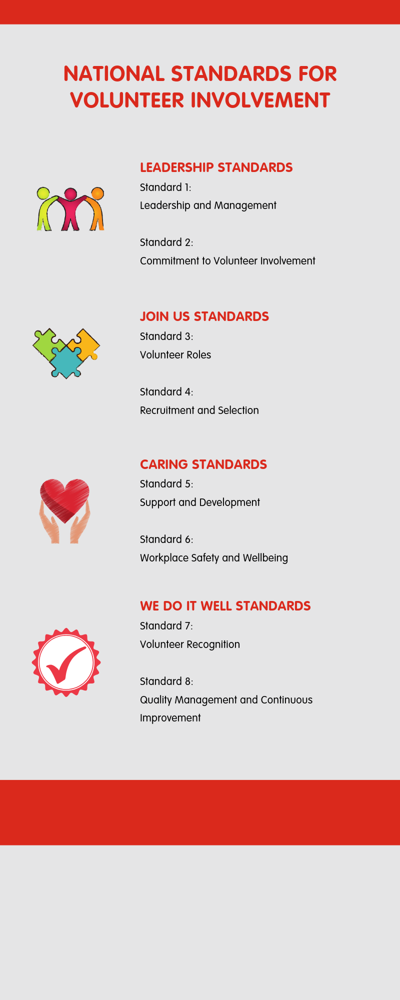 NATIONAL STANDARDS FOR
VOLUNTEER INVOLVEMENT
LEADERSHIP STANDARDS
Standard 1:
Leadership and Management
Standard 2:
Commitment to Volunteer Involvement
JOIN US STANDARDS
Standard 3:
Volunteer Roles
Standard 4:
Recruitment and Selection
CARING STANDARDS
Standard 5:
Support and Development
Standard 6:
Workplace Safety and Wellbeing
WE DO IT WELL STANDARDS
Standard 7:
Volunteer Recognition
Standard 8:
Quality Management and Continuous
Improvement